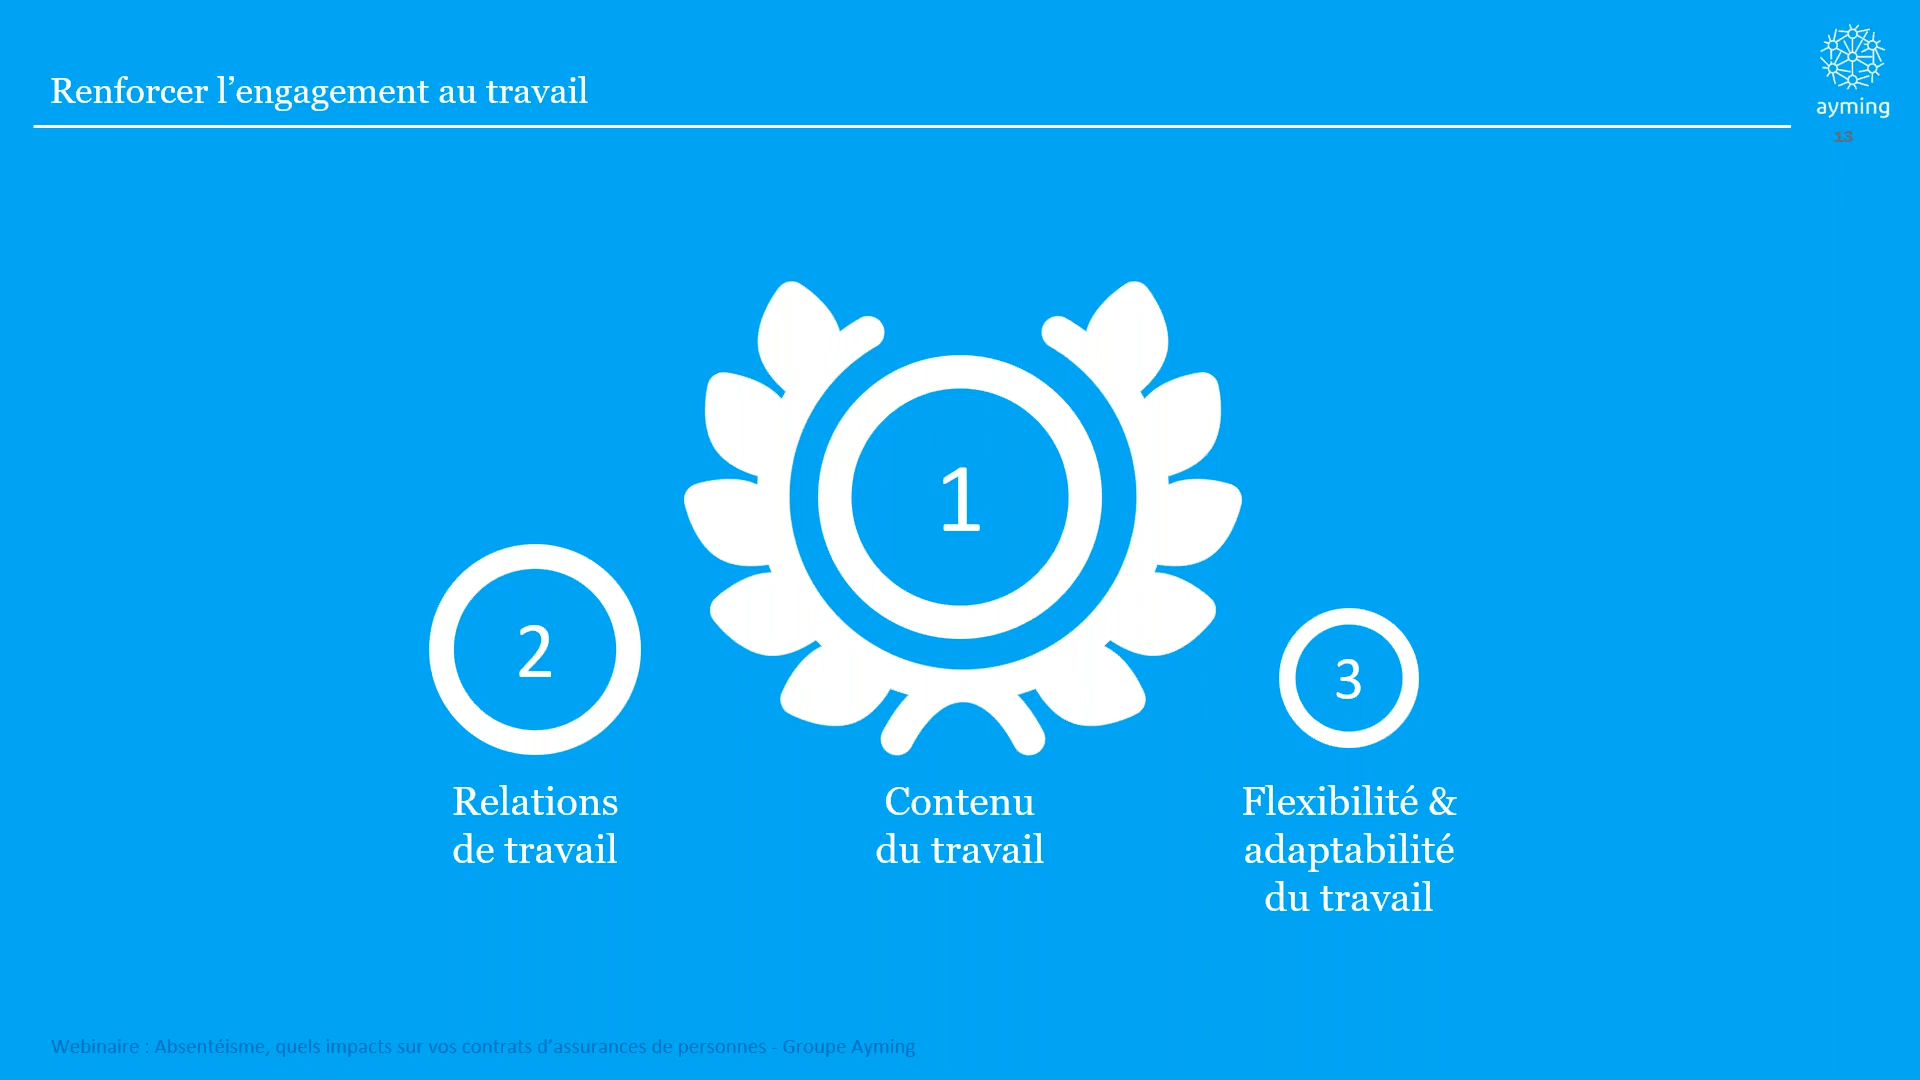 Renforcer l’engagement au travail
ayming
13
1
2
3
Relations
de travail
Contenu
du travail
Flexibilité &
adaptabilité
du travail
Webinaire : Absentéisme, quels impacts sur vos contrats d’assurances de personnes - Groupe Ayming